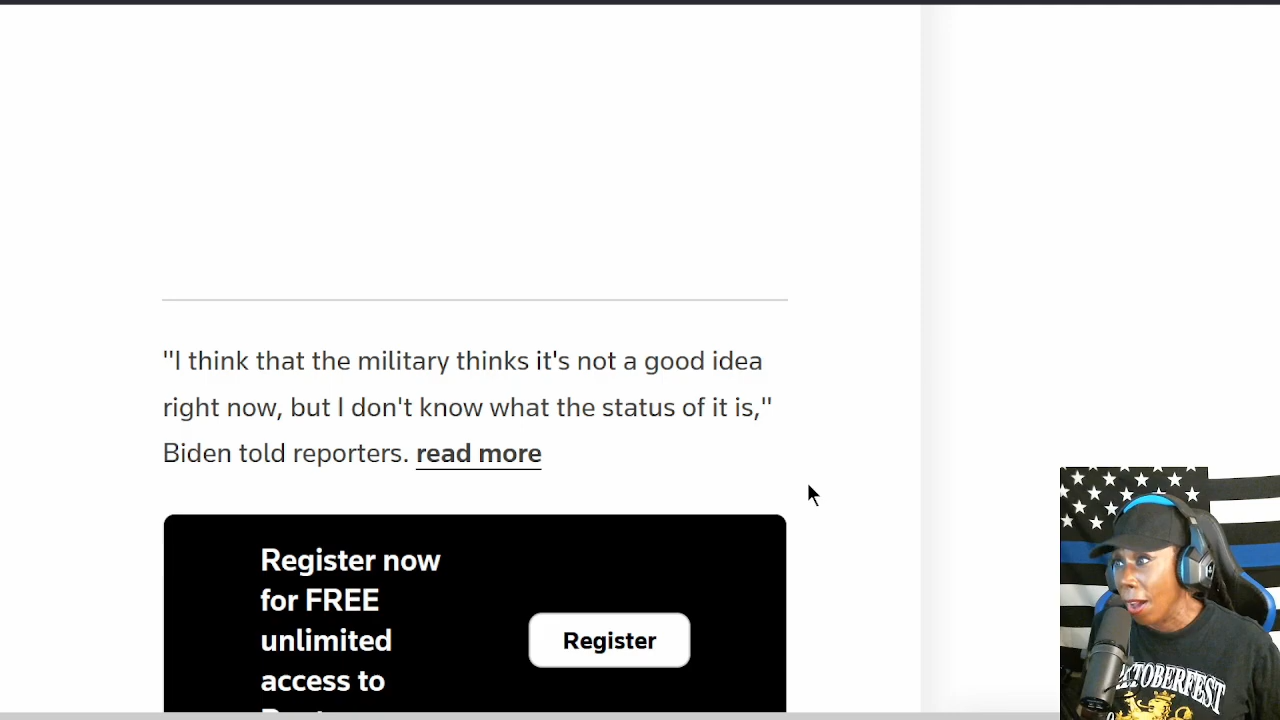 "I think that the military thinks it's not a good idea
right now, but I don't know what the status of it is,"
Biden told reporters. read more
Register now
for FREE
unlimited
access to
Register
OKTOBERFEST